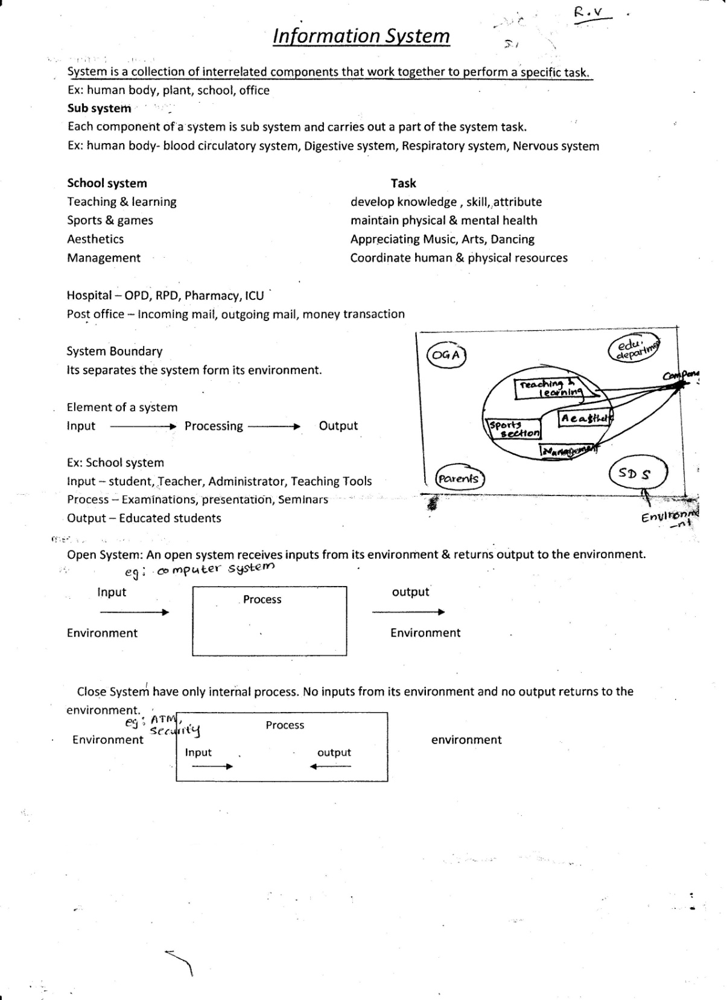 R.V
Information System
System is a collection of interrelated components that work together to perform a specific task.
Ex: human body, plant, school, office
Sub system
Each component of a system is sub system and carries out a part of the system task.
Ex: human body- blood circulatory system, Digestive system, Respiratory system, Nervous system
School system Task
Teaching & learning develop knowledge , skill, attribute
Sports & games maintain physical & mental health
Aesthetics Appreciating Music, Arts, Dancing
Management Coordinate human & physical resources
Hospital – OPD, RPD, Pharmacy, ICU
Post office – Incoming mail, outgoing mail, money transaction
System Boundary
Its separates the system form its environment.
Element of a system
Input Processing Output
Ex: School system
Input – student, Teacher, Administrator, Teaching Tools
Process – Examinations, presentation, Seminars
Output – Educated students
OGA
edu.
departmen
Teaching &
learning
Sports
section
Management
Parents
SDS
Environme
-nt
Open System: An open system receives inputs from its environment & returns output to the environment.
eg: computer system
Input Process output
Environment Environment
Close System have only internal process. No inputs from its environment and no output returns to the
environment.
eg: ATM,
security
Process
Environment environment
Input output